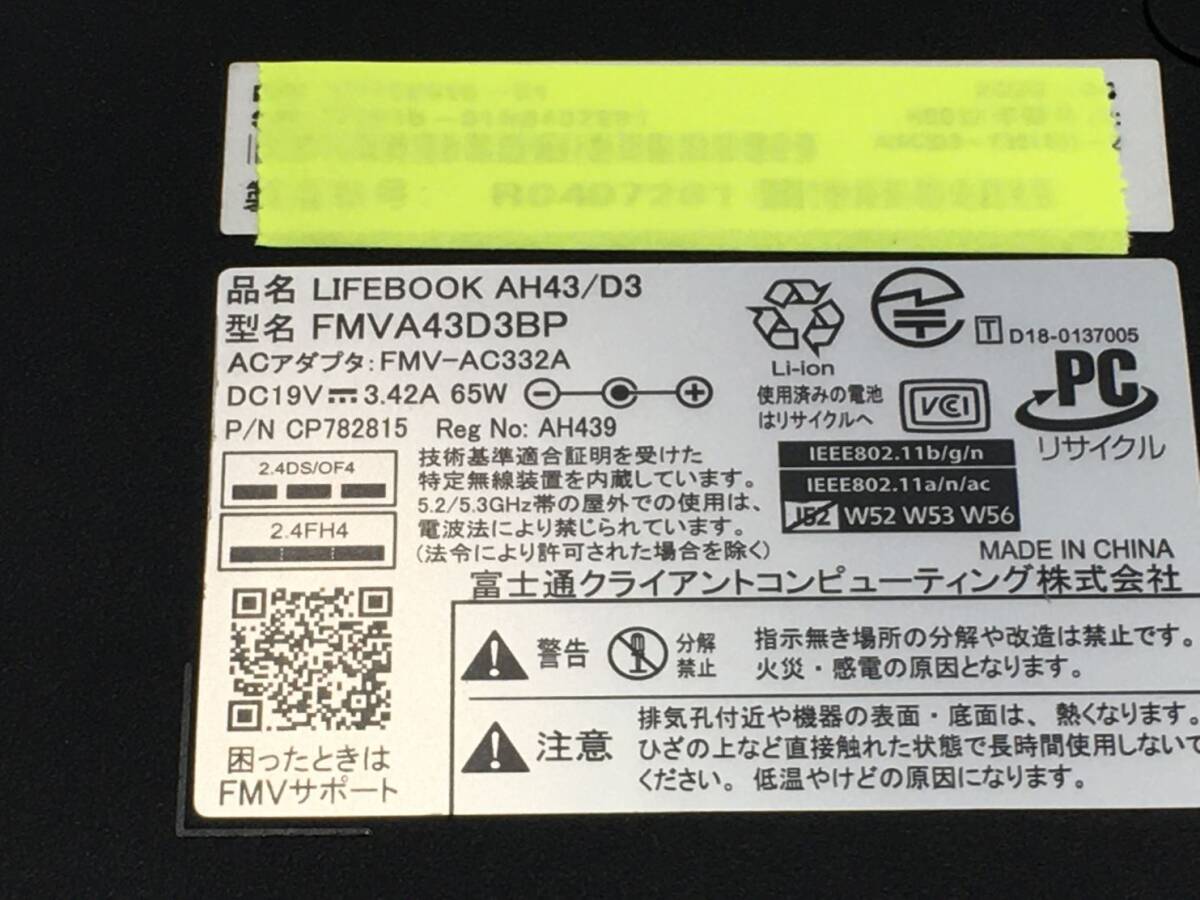 品名 LIFEBOOK AH43/D3
型名 FMVA43D3BP
ACアダプタ:FMV-AC332A
DC19V 3.42A 65W
P/N CP782815 Reg No: AH439
Li-ion
使用済みの電池
はリサイクルへ
VCI
T D18-0137005
PC
リサイクル
2.4DS/OF4
2.4FH4
技術基準適合証明を受けた
特定無線装置を内蔵しています。
5.2/5.3GHz帯の屋外での使用は、
電波法により禁じられています。
(法令により許可された場合を除く)
IEEE802.11b/g/n
IEEE802.11a/n/ac
J52 W52 W53 W56
MADE IN CHINA
富士通クライアントコンピューティング株式会社
困ったときは
FMVサポート
警告
分解
禁止
指示無き場所の分解や改造は禁止です。
火災・感電の原因となります。
注意
排気孔付近や機器の表面・底面は、熱くなります。
ひざの上など直接触れた状態で長時間使用しないで
ください。低温やけどの原因になります。